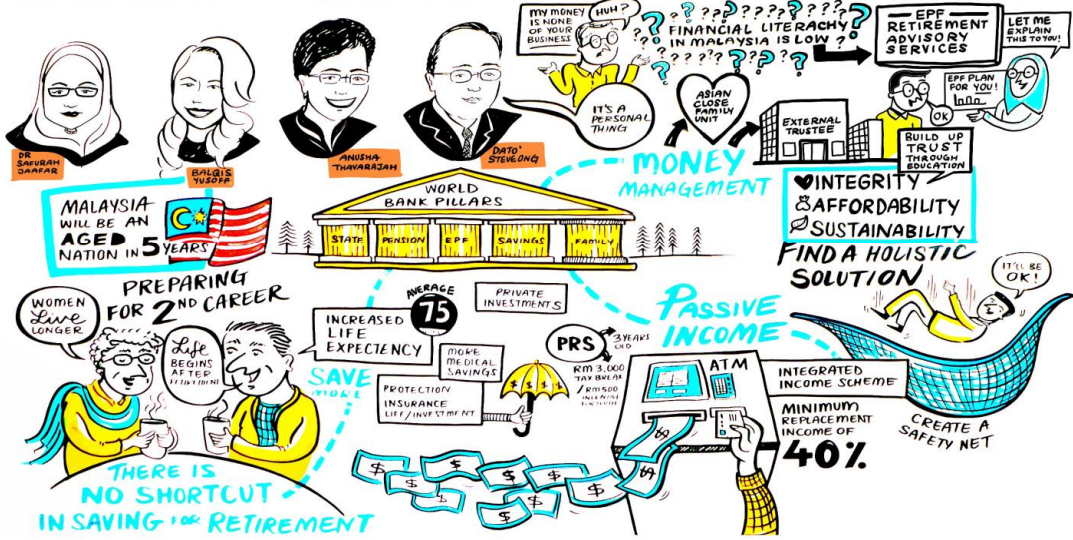 DR
SAFURAH
JAAFAR
BALQIS
YUSOFF
ANUSHA
THAVARAJAH
DATO'
STEVE ONG
MY MONEY
IS NONE
OF YOUR
BUSINESS
HUH?
IT'S A
PERSONAL
THING
FINANCIAL LITERACHY
IN MALAYSIA IS LOW
EPF
RETIREMENT
ADVISORY
SERVICES
LET ME
EXPLAIN
THIS TO YOU!
EPF PLAN
FOR YOU!
OK
ASIAN
CLOSE
FAMILY
UNIT
EXTERNAL
TRUSTEE
BUILD UP
TRUST
THROUGH
EDUCATION
MONEY
MANAGEMENT
INTEGRITY
AFFORDABILITY
SUSTAINABILITY
FIND A HOLISTIC
SOLUTION
IT'LL BE
OK!
MALAYSIA
WILL BE AN
AGED
NATION IN 5 YEARS
WORLD
BANK PILLARS
STATE PENSION EPF SAVINGS FAMILY
PREPARING
FOR 2ND CAREER
WOMEN
Live
LONGER
Life
BEGINS
AFTER
RETIREMENT
INCREASED
LIFE
EXPECTENCY
AVERAGE
75
PRIVATE
INVESTMENTS
MORE
MEDICAL
SAVINGS
PROTECTION
INSURANCE
LIFE/INVESTMENT
SAVE
MORE
PASSIVE
INCOME
PRS
3 YEARS
OLD
RM 3,000
TAX BREAK
/ RM500
ATM
INTEGRATED
INCOME SCHEME
MINIMUM
REPLACEMENT
INCOME OF
40%
CREATE A
SAFETY NET
THERE IS
NO SHORTCUT
IN SAVING FOR RETIREMENT